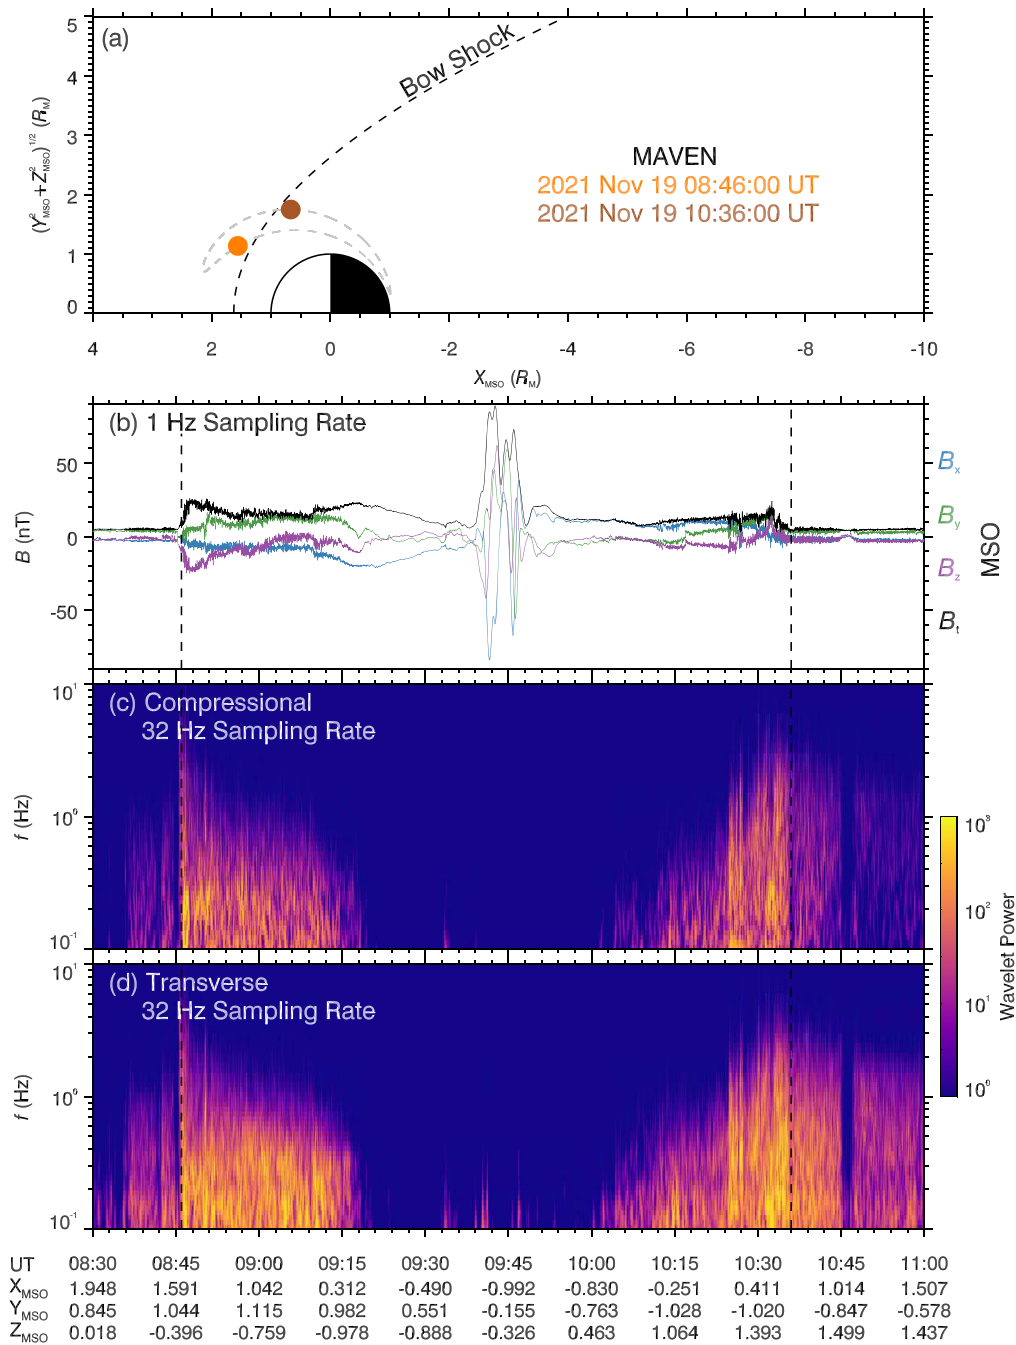 (a)
Bow Shock
MAVEN
2021 Nov 19 08:46:00 UT
2021 Nov 19 10:36:00 UT
(Y²MSO+Z²MSO)^1/2 (RM)
5
4
3
2
1
0
4 2 0 -2 -4 -6 -8 -10
XMSO (RM)
(b) 1 Hz Sampling Rate
B (nT)
50
0
-50
Bx
By
Bz
Bt
MSO
(c) Compressional
32 Hz Sampling Rate
f (Hz)
10¹
10⁰
10⁻¹
(d) Transverse
32 Hz Sampling Rate
f (Hz)
10¹
10⁰
10⁻¹
10³
10²
10¹
10⁰
Wavelet Power
UT 08:30 08:45 09:00 09:15 09:30 09:45 10:00 10:15 10:30 10:45 11:00
XMSO 1.948 1.591 1.042 0.312 -0.490 -0.992 -0.830 -0.251 0.411 1.014 1.507
YMSO 0.845 1.044 1.115 0.982 0.551 -0.155 -0.763 -1.028 -1.020 -0.847 -0.578
ZMSO 0.018 -0.396 -0.759 -0.978 -0.888 -0.326 0.463 1.064 1.393 1.499 1.437